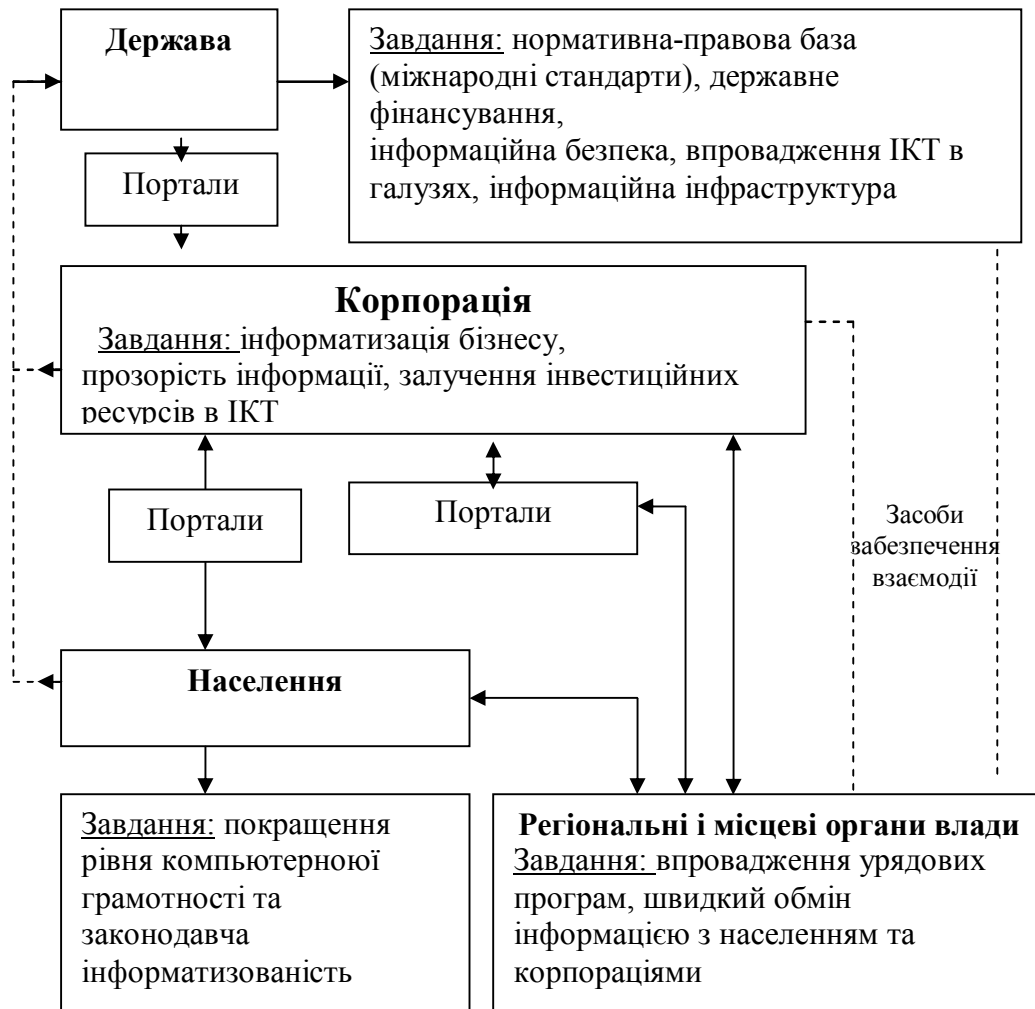 Держава
Завдання: нормативна-правова база
(міжнародні стандарти), державне
фінансування,
інформаційна безпека, впровадження ІКТ в
галузях, інформаційна інфраструктура
Портали
Корпорація
Завдання: інформатизація бізнесу,
прозорість інформації, залучення інвестиційних
ресурсів в ІКТ
Портали
Портали
Засоби
забезпечення
взаємодії
Населення
Завдання: покращення
рівня компьютерноюї
грамотності та
законодавча
інформатизованість
Регіональні і місцеві органи влади
Завдання: впровадження урядових
програм, швидкий обмін
інформацією з населенням та
корпораціями